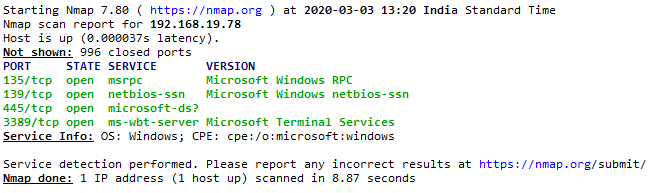 Starting Nmap 7.80 ( https://nmap.org ) at 2020-03-03 13:20 India Standard Time
Nmap scan report for 192.168.19.78
Host is up (0.000037s latency).
Not shown: 996 closed ports
PORT     STATE SERVICE       VERSION
135/tcp  open  msrpc         Microsoft Windows RPC
139/tcp  open  netbios-ssn   Microsoft Windows netbios-ssn
445/tcp  open  microsoft-ds?
3389/tcp open  ms-wbt-server Microsoft Terminal Services
Service Info: OS: Windows; CPE: cpe:/o:microsoft:windows
Service detection performed. Please report any incorrect results at https://nmap.org/submit/
Nmap done: 1 IP address (1 host up) scanned in 8.87 seconds